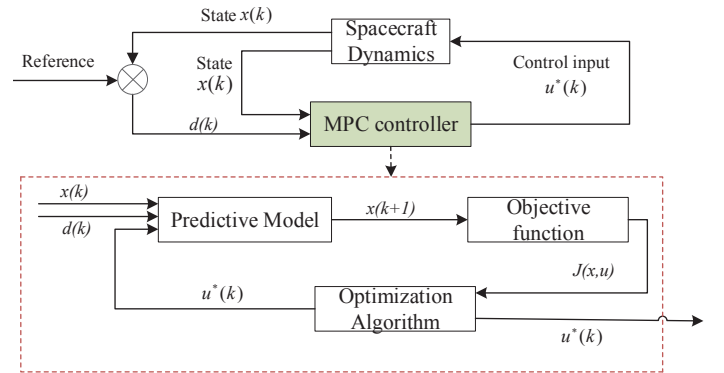 State x(k)
Spacecraft
Dynamics
Reference
State
x(k)
Control input
u*(k)
d(k)
MPC controller
x(k)
d(k)
Predictive Model
x(k+1)
Objective
function
J(x,u)
u*(k)
Optimization
Algorithm
u*(k)